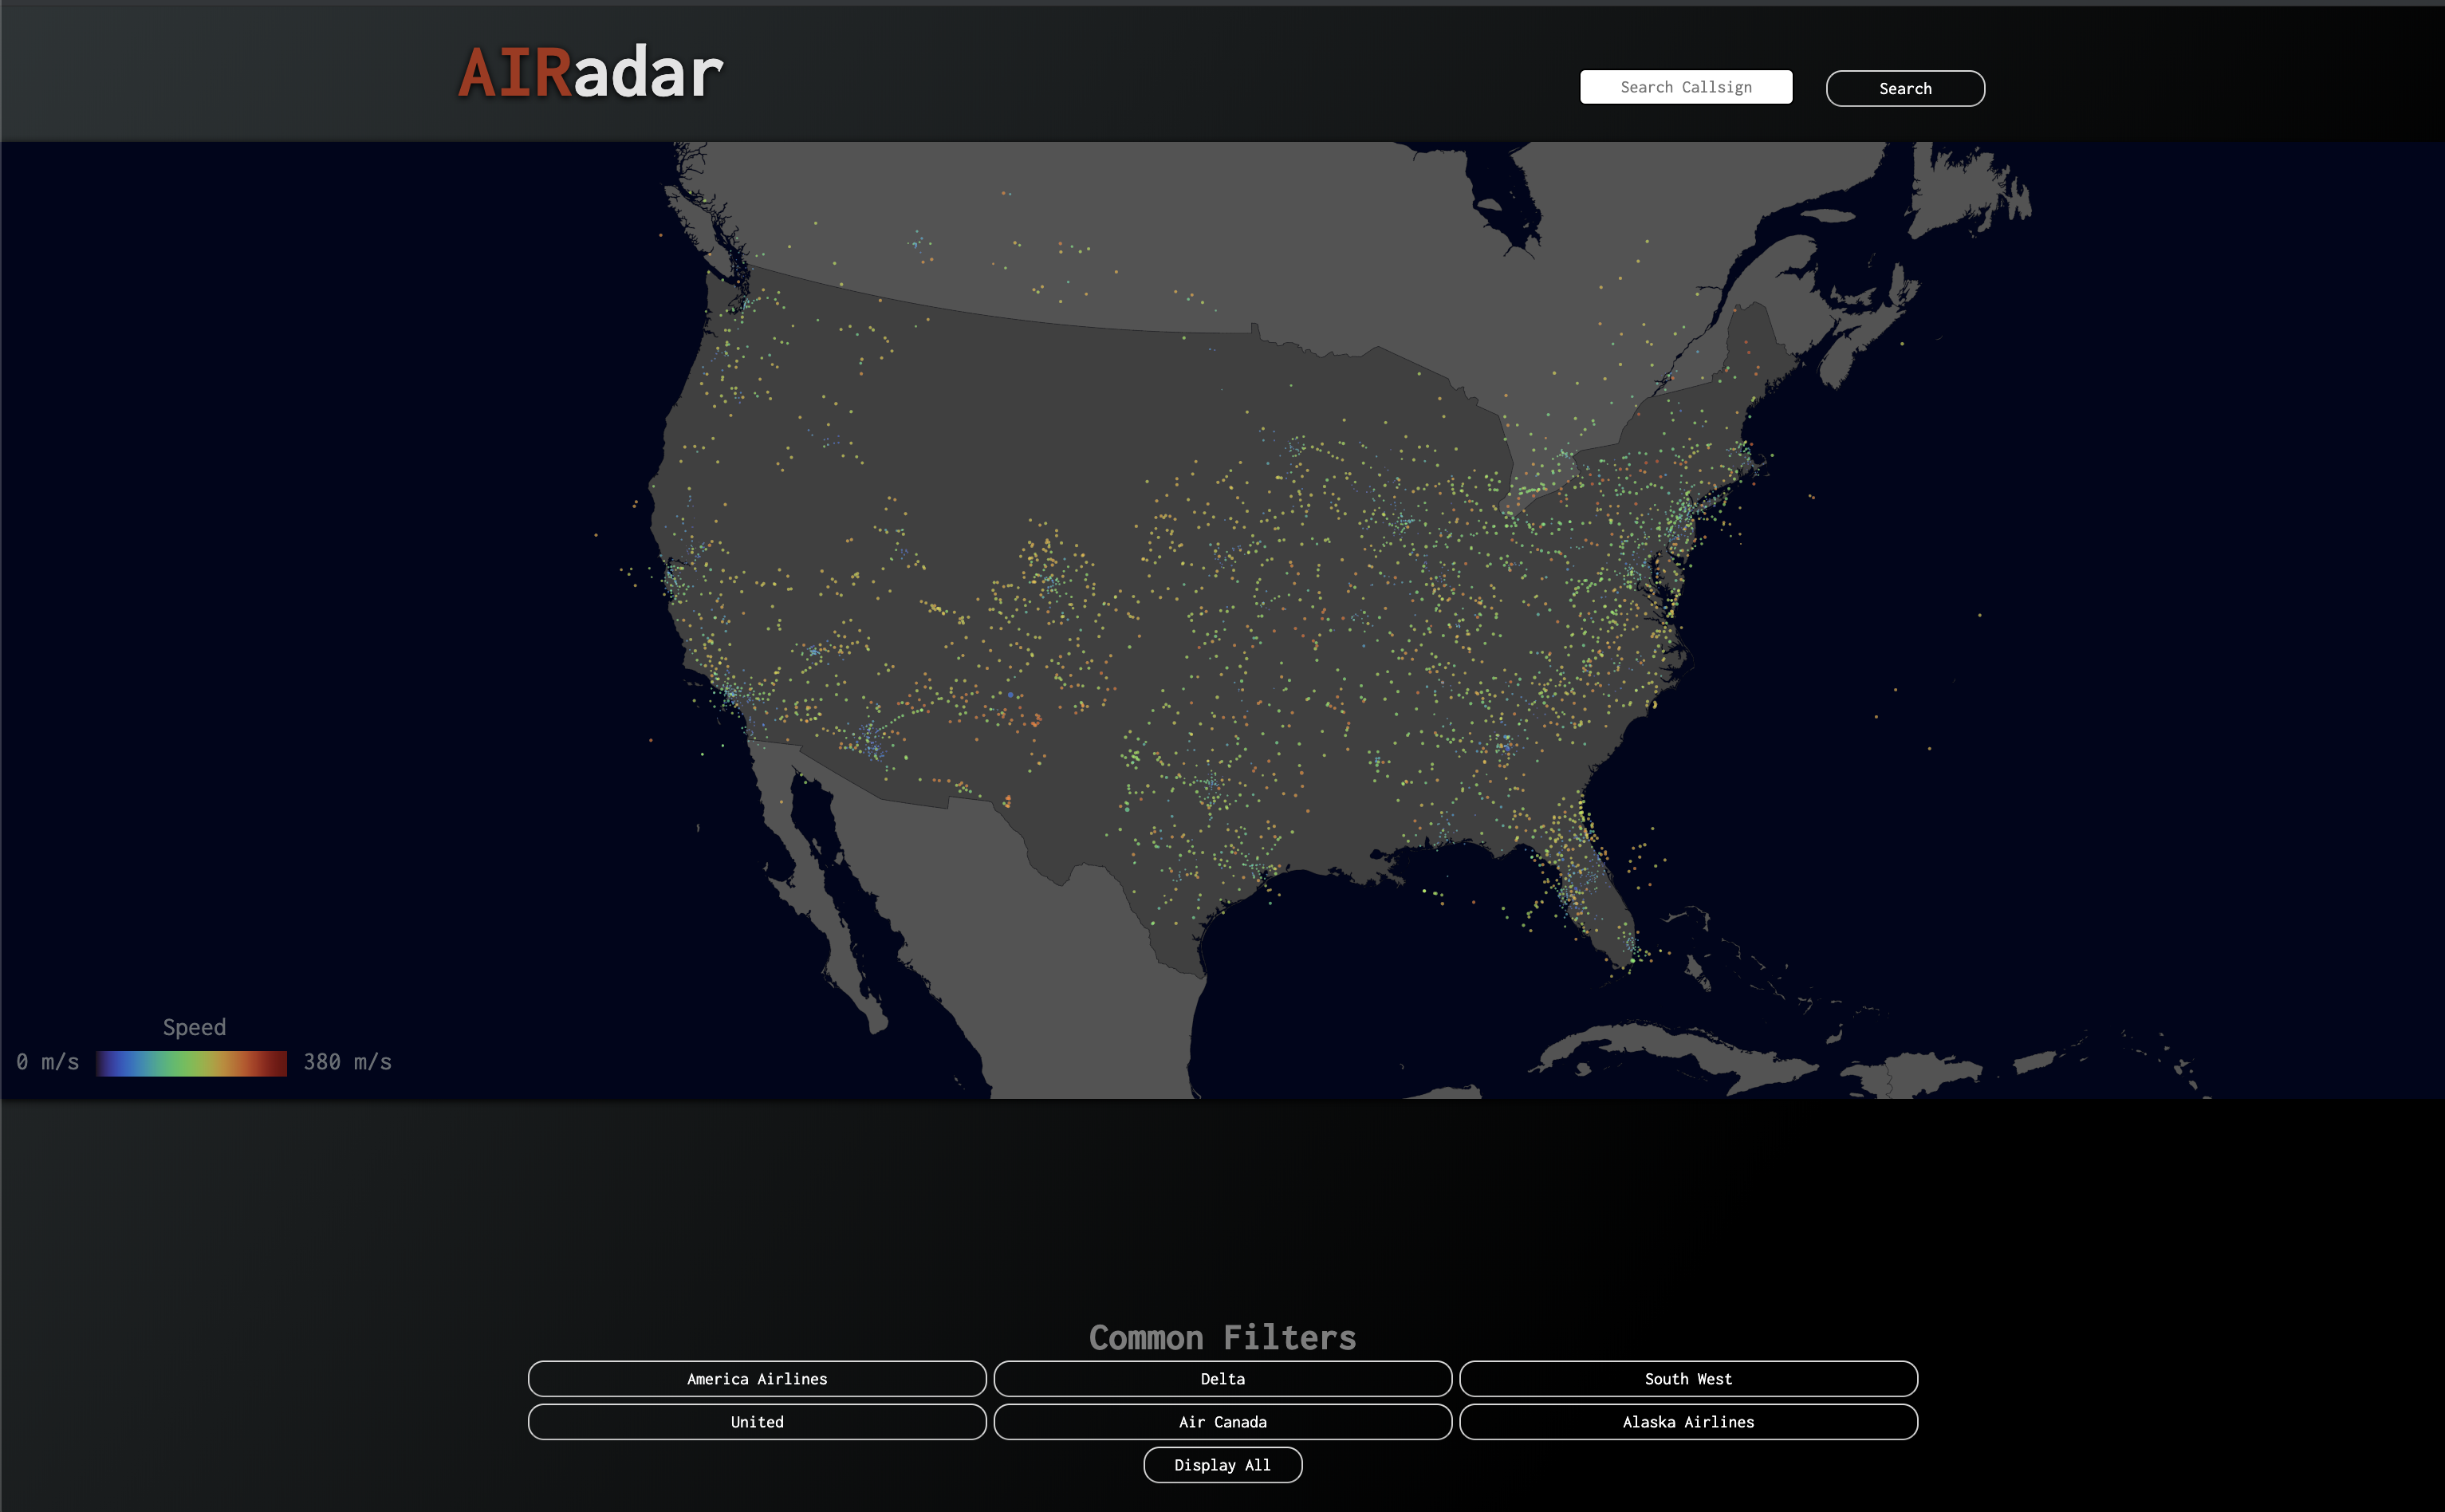 AIRadar
Search Callsign
Search
Speed
0 m/s
380 m/s
Common Filters
America Airlines
Delta
South West
United
Air Canada
Alaska Airlines
Display All